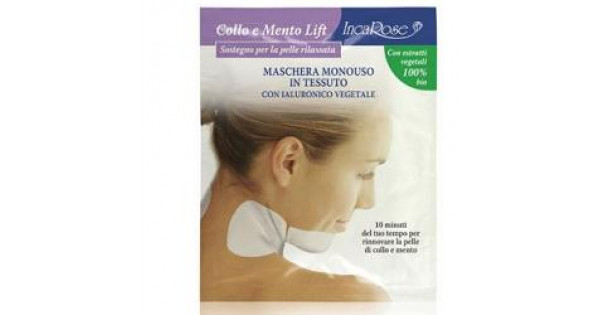 Collo e Mento Lift
IncaRose
Sostegno per la pelle rilassata
Con estratti
vegetali
100%
bio
MASCHERA MONOUSO
IN TESSUTO
CON IALURONICO VEGETALE
10 minuti
del tuo tempo per
rinnovare la pelle
di collo e mento